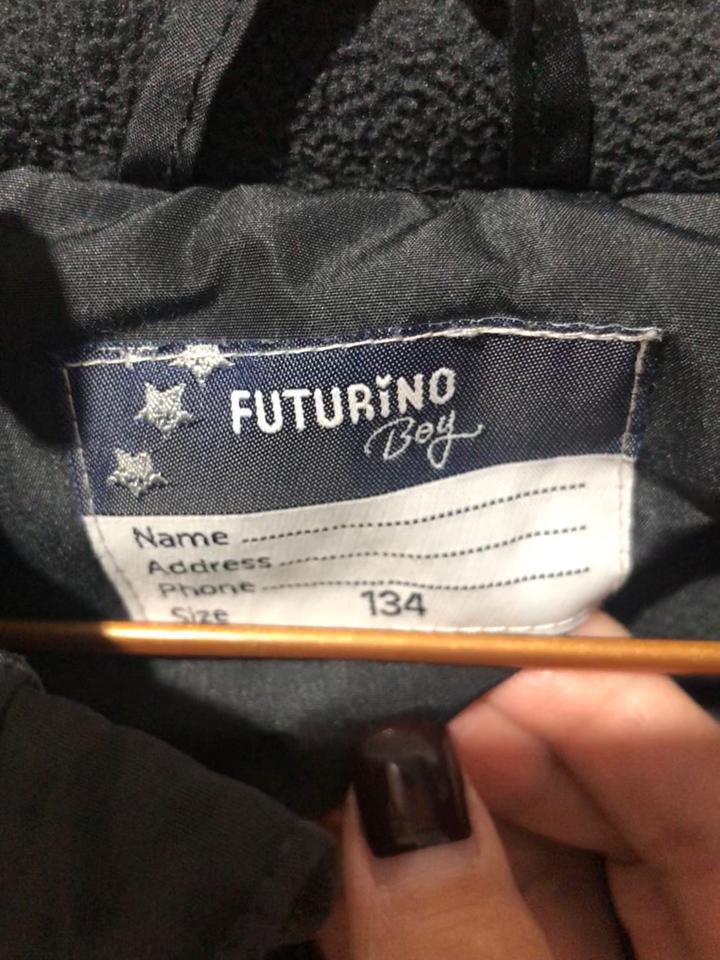 FUTURiNO
Boy
Name
Address
Phone
Size 134